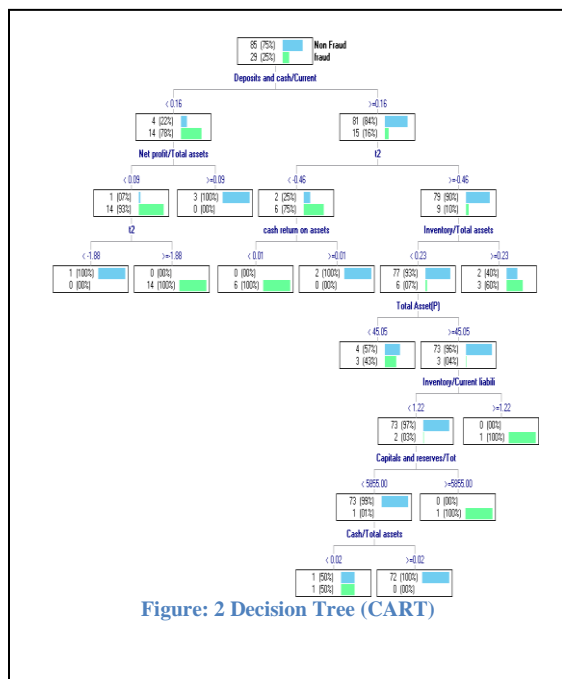 85 (75%) Non Fraud
29 (25%) fraud
Deposits and cash/Current
< 0.16 >=0.16
4 (22%) 81 (84%)
14 (78%) 15 (16%)
Net profit/Total assets t2
< 0.09 >=0.09 < -0.46 >=-0.46
1 (07%) 3 (100%) 2 (25%) 79 (90%)
14 (93%) 0 (00%) 6 (75%) 9 (10%)
t2 cash return on assets Inventory/Total assets
< -1.88 >=-1.88 < 0.01 >=0.01 < 0.23 >=0.23
1 (100%) 0 (00%) 0 (00%) 2 (100%) 77 (93%) 2 (40%)
0 (00%) 14 (100%) 6 (100%) 0 (00%) 6 (07%) 3 (60%)
Total Asset(P)
< 45.05 >=45.05
4 (57%) 73 (96%)
3 (43%) 3 (04%)
Inventory/Current liabili
< 1.22 >=1.22
73 (97%) 0 (00%)
2 (03%) 1 (100%)
Capitals and reserves/Tot
< 5855.00 >=5855.00
73 (99%) 0 (00%)
1 (01%) 1 (100%)
Cash/Total assets
< 0.02 >=0.02
1 (50%) 72 (100%)
1 (50%) 0 (00%)
Figure: 2 Decision Tree (CART)